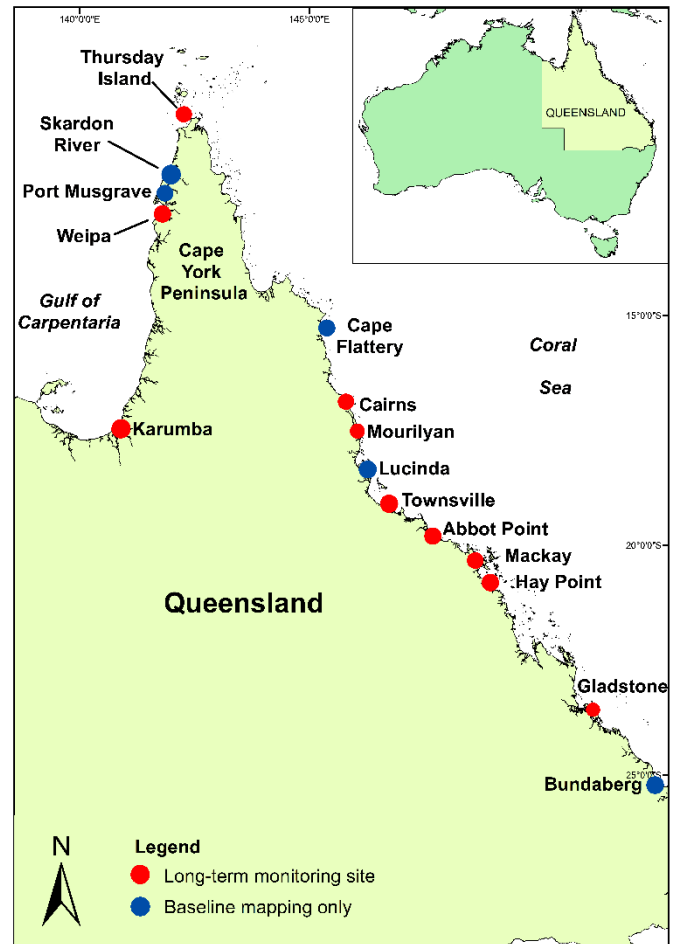 140°0'0"E
145°0'0"E
Thursday
Island
QUEENSLAND
Skardon
River
Port Musgrave
Weipa
Cape
York
Peninsula
Gulf of
Carpentaria
15°0'0"S
Cape
Flattery
Coral
Sea
Cairns
Karumba
Mourilyan
Lucinda
Townsville
Abbot Point
20°0'0"S
Mackay
Hay Point
Queensland
Gladstone
25°0'0"S
Bundaberg
N
Legend
Long-term monitoring site
Baseline mapping only